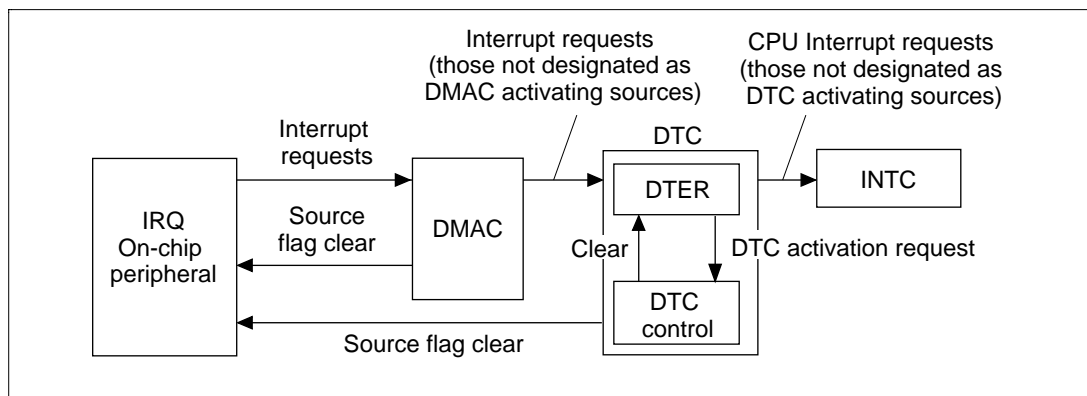 Interrupt requests
(those not designated as
DMAC activating sources)
CPU Interrupt requests
(those not designated as
DTC activating sources)
Interrupt
requests
DTC
IRQ
On-chip
peripheral
Source
flag clear
DMAC
DTER
INTC
Clear
DTC activation request
DTC
control
Source flag clear